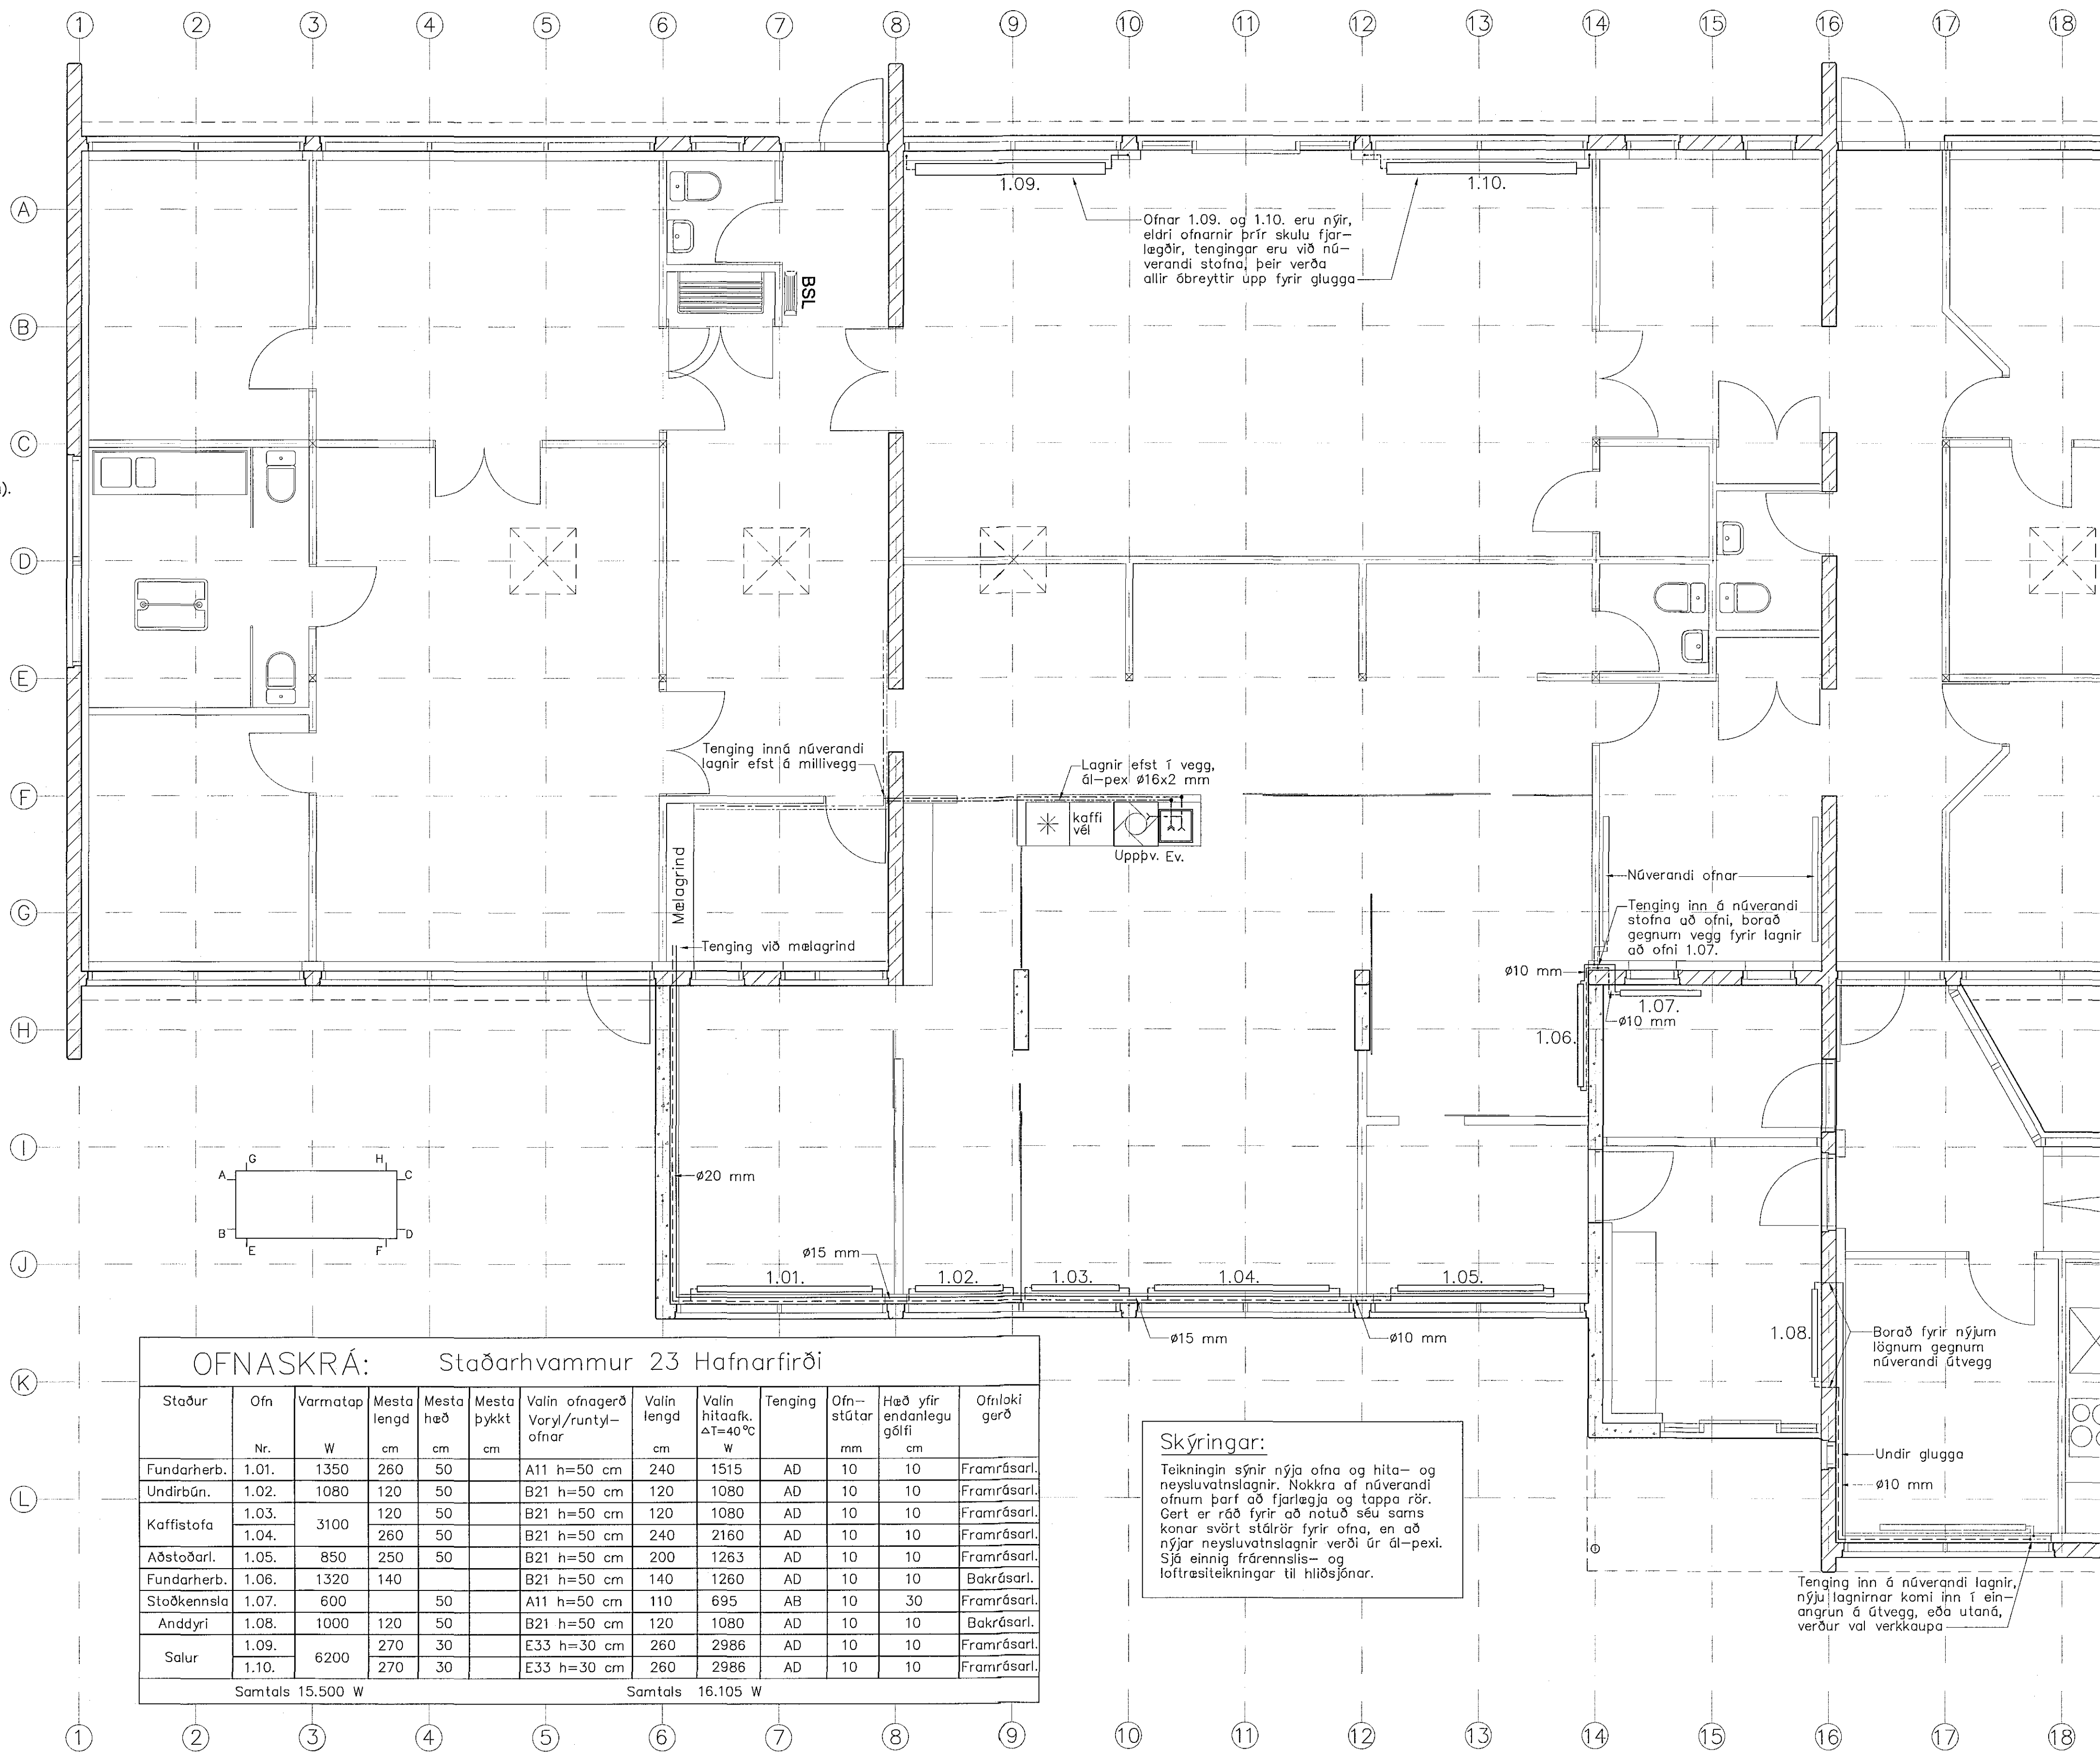 1 2 3 4 5 6 7 8 9 10 11 12 13 14 15 16 17 18
A
B
C
D
E
F
G
H
I
J
K
L
).
1.09.
1.10.
Ofnar 1.09. og 1.10. eru nýir,
eldri ofnarnir þrír skulu fjar-
lægðir, tengingar eru við nú-
verandi stofna, þeir verða
allir óbreyttir upp fyrir glugga
BSL
Tenging inná núverandi
lagnir efst á millivegg
Lagnir efst í vegg,
ál-pex ø16x2 mm
kaffi
vél
Uppþv. Ev.
Mælagrind
Tenging við mælagrind
Núverandi ofnar
Tenging inn á núverandi
stofna að ofni, borað
gegnum vegg fyrir lagnir
að ofni 1.07.
ø10 mm
1.07.
ø10 mm
1.06.
G H
A C
B D
E F
ø20 mm
ø15 mm
1.01. 1.02. 1.03. 1.04. 1.05.
ø15 mm
ø10 mm
1.08.
Borað fyrir nýjum
lögnum gegnum
núverandi útvegg
Undir glugga
ø10 mm
Tenging inn á núverandi lagnir,
nýju lagnirnar komi inn í ein-
angrun á útvegg, eða utaná,
verður val verkkaupa
OFNASKRÁ: Staðarhvammur 23 Hafnarfirði
Staður Ofn Varmatap Mesta Mesta Mesta Valin ofnagerð Valin Valin Tenging Ofn- Hæð yfir Ofnloki
lengd hæð þykkt Voryl/runtyl- lengd hitaafk. stútar endanlegu gerð
ofnar △T=40°C gólfi
Nr. W cm cm cm cm W mm cm
Fundarherb. 1.01. 1350 260 50 A11 h=50 cm 240 1515 AD 10 10 Framrásarl.
Undirbún. 1.02. 1080 120 50 B21 h=50 cm 120 1080 AD 10 10 Framrásarl.
Kaffistofa 1.03. 3100 120 50 B21 h=50 cm 120 1080 AD 10 10 Framrásarl.
1.04. 260 50 B21 h=50 cm 240 2160 AD 10 10 Framrásarl.
Aðstoðarl. 1.05. 850 250 50 B21 h=50 cm 200 1263 AD 10 10 Framrásarl.
Fundarherb. 1.06. 1320 140 B21 h=50 cm 140 1260 AD 10 10 Bakrásarl.
Stoðkennsla 1.07. 600 50 A11 h=50 cm 110 695 AB 10 30 Framrásarl.
Anddyri 1.08. 1000 120 50 B21 h=50 cm 120 1080 AD 10 10 Bakrásarl.
Salur 1.09. 6200 270 30 E33 h=30 cm 260 2986 AD 10 10 Framrásarl.
1.10. 270 30 E33 h=30 cm 260 2986 AD 10 10 Framrásarl.
Samtals 15.500 W Samtals 16.105 W
Skýringar:
Teikningin sýnir nýja ofna og hita- og
neysluvatnslagnir. Nokkra af núverandi
ofnum þarf að fjarlægja og tappa rör.
Gert er ráð fyrir að notuð séu sams
konar svört stálrör fyrir ofna, en að
nýjar neysluvatnslagnir verði úr ál-pexi.
Sjá einnig frárennslis- og
loftræsiteikningar til hliðsjónar.
1 2 3 4 5 6 7 8 9 10 11 12 13 14 15 16 17 18